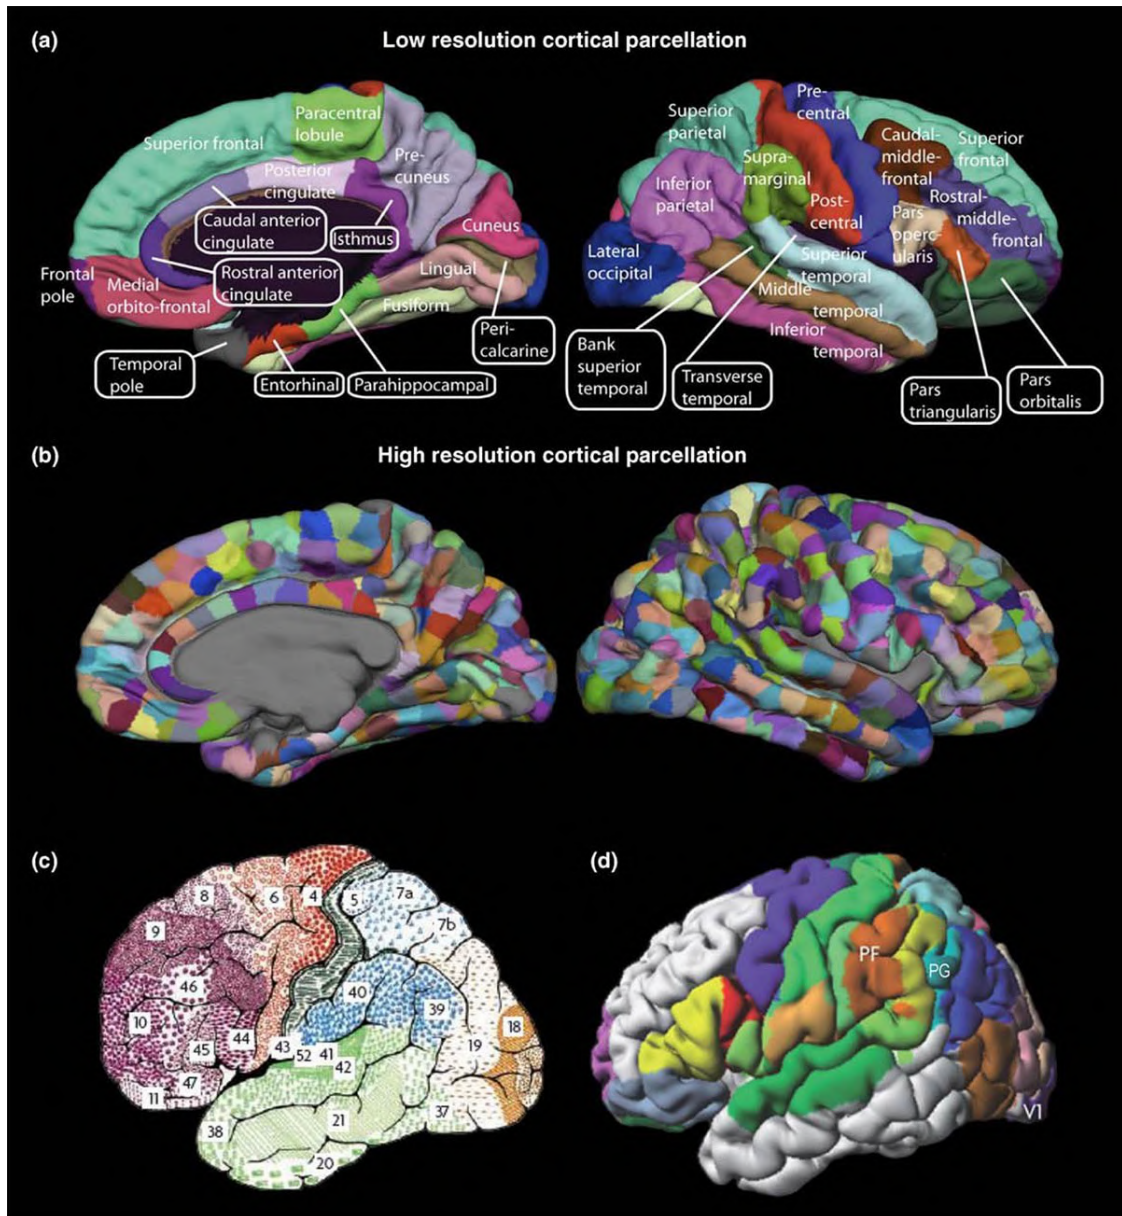 (a)
Low resolution cortical parcellation
Superior frontal
Paracentral
lobule
Pre-
cuneus
Posterior
cingulate
Caudal anterior
cingulate
Isthmus
Cuneus
Frontal
pole
Medial
orbito-frontal
Rostral anterior
cingulate
Lingual
Fusiform
Peri-
calcarine
Temporal
pole
Entorhinal
Parahippocampal
Superior
parietal
Pre-
central
Caudal-
middle-
frontal
Superior
frontal
Supra-
marginal
Inferior
parietal
Post-
central
Rostral-
middle-
frontal
Pars
operc-
ularis
Lateral
occipital
Superior
temporal
Middle
temporal
Inferior
temporal
Bank
superior
temporal
Transverse
temporal
Pars
triangularis
Pars
orbitalis
(b)
High resolution cortical parcellation
(c)
8
6
4
5
7a
7b
9
46
40
39
10
45
44
43
52
41
42
19
18
11
47
21
37
38
20
(d)
PF
PG
V1